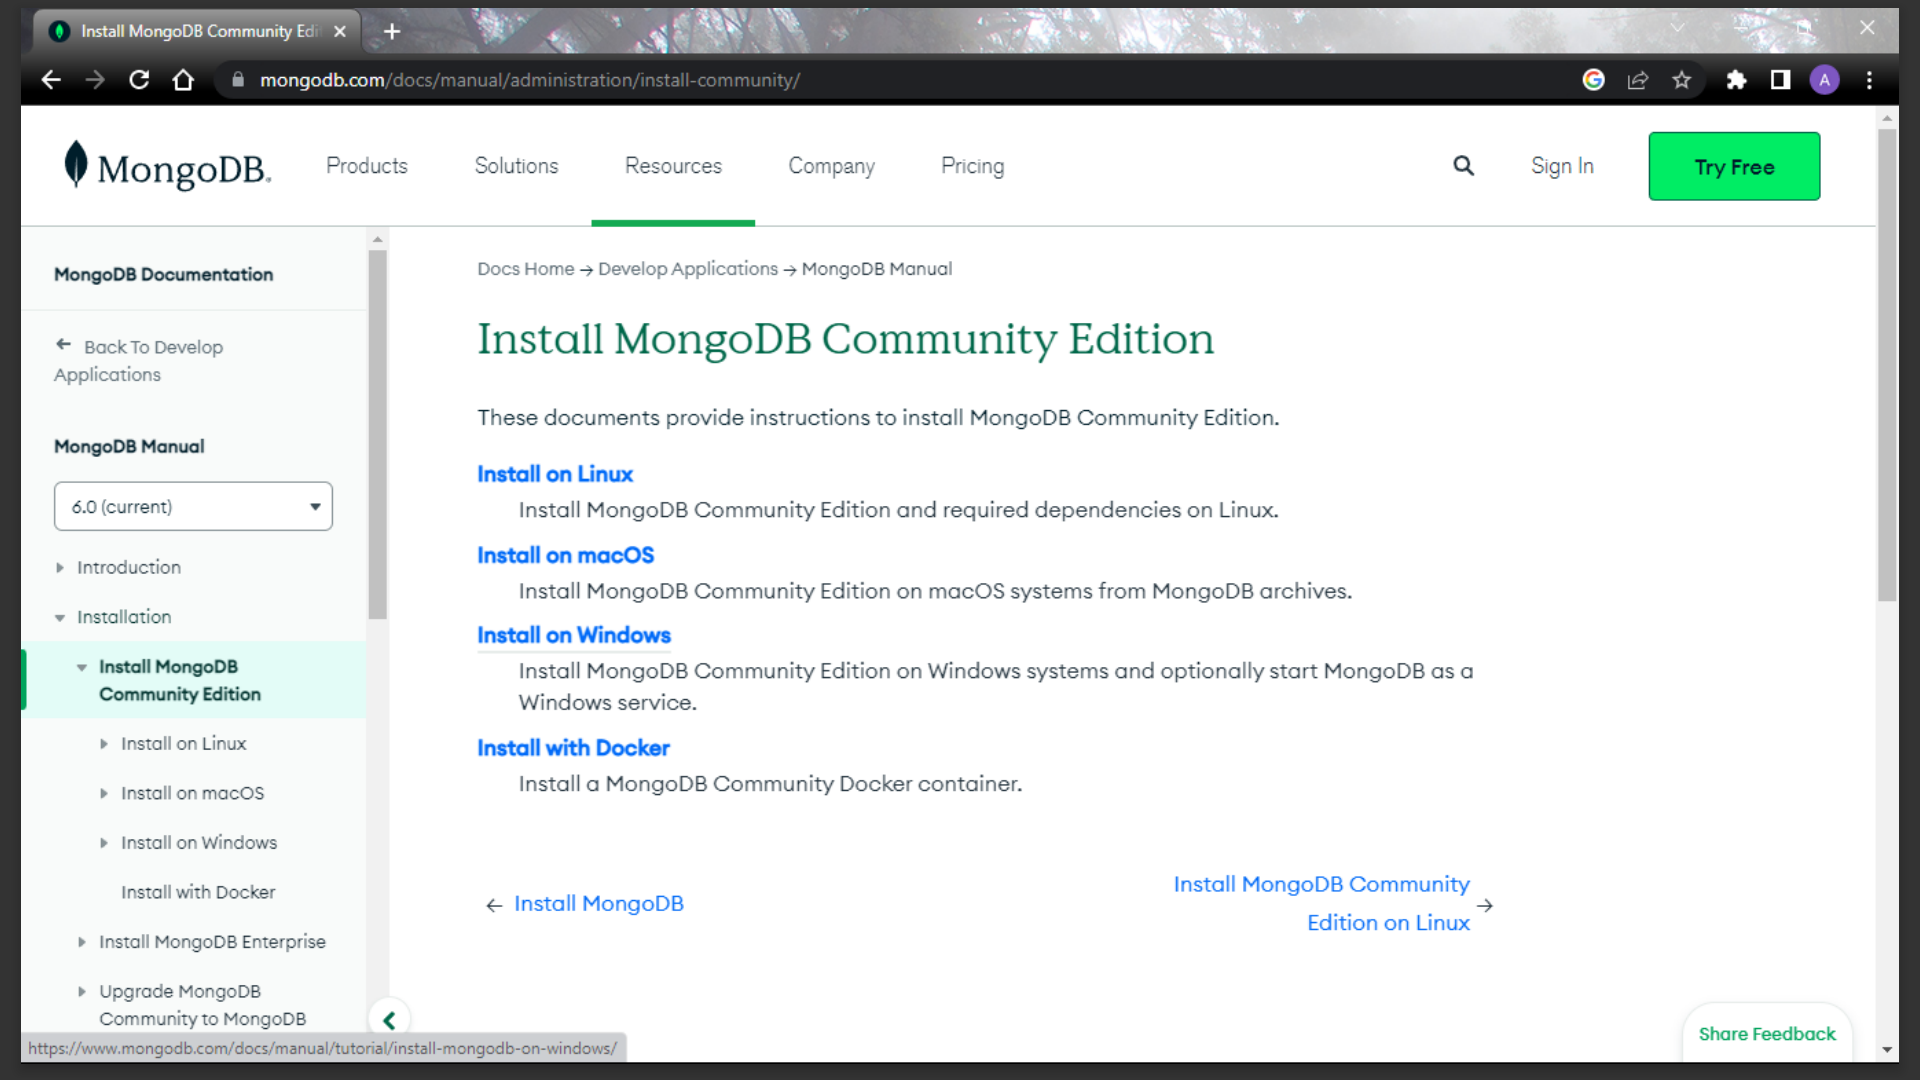 Install MongoDB Community Edi
mongodb.com/docs/manual/administration/install-community/
A
MongoDB.
Products
Solutions
Resources
Company
Pricing
Sign In
Try Free
MongoDB Documentation
Back To Develop
Applications
MongoDB Manual
6.0 (current)
Introduction
Installation
Install MongoDB
Community Edition
Install on Linux
Install on macOS
Install on Windows
Install with Docker
Install MongoDB Enterprise
Upgrade MongoDB
Community to MongoDB
Docs Home → Develop Applications → MongoDB Manual
Install MongoDB Community Edition
These documents provide instructions to install MongoDB Community Edition.
Install on Linux
Install MongoDB Community Edition and required dependencies on Linux.
Install on macOS
Install MongoDB Community Edition on macOS systems from MongoDB archives.
Install on Windows
Install MongoDB Community Edition on Windows systems and optionally start MongoDB as a
Windows service.
Install with Docker
Install a MongoDB Community Docker container.
← Install MongoDB
Install MongoDB Community
Edition on Linux →
Share Feedback
https://www.mongodb.com/docs/manual/tutorial/install-mongodb-on-windows/